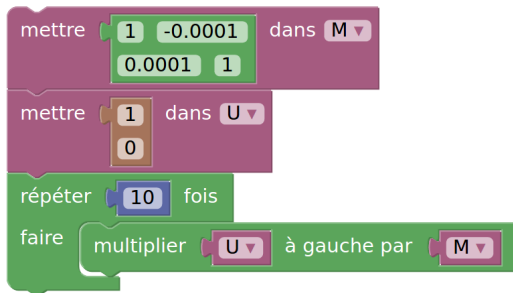 mettre 1 -0.0001 dans M
0.0001 1
mettre 1 dans U
0
répéter 10 fois
faire multiplier U à gauche par M